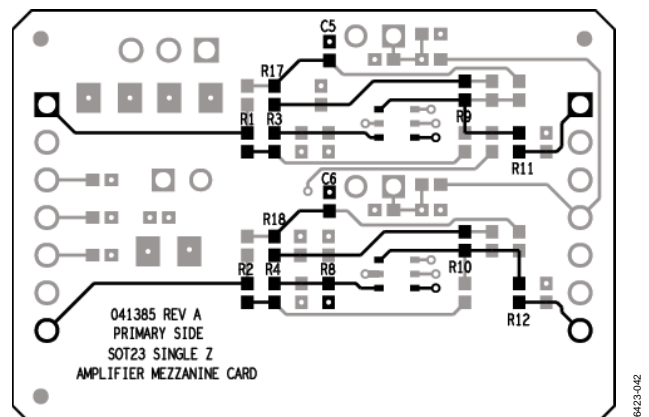 C5
R17
R1 R3 R9
R11
C6
R18
R2 R4 R8 R10
R12
041385 REV A
PRIMARY SIDE
SOT23 SINGLE Z
AMPLIFIER MEZZANINE CARD
6423-042